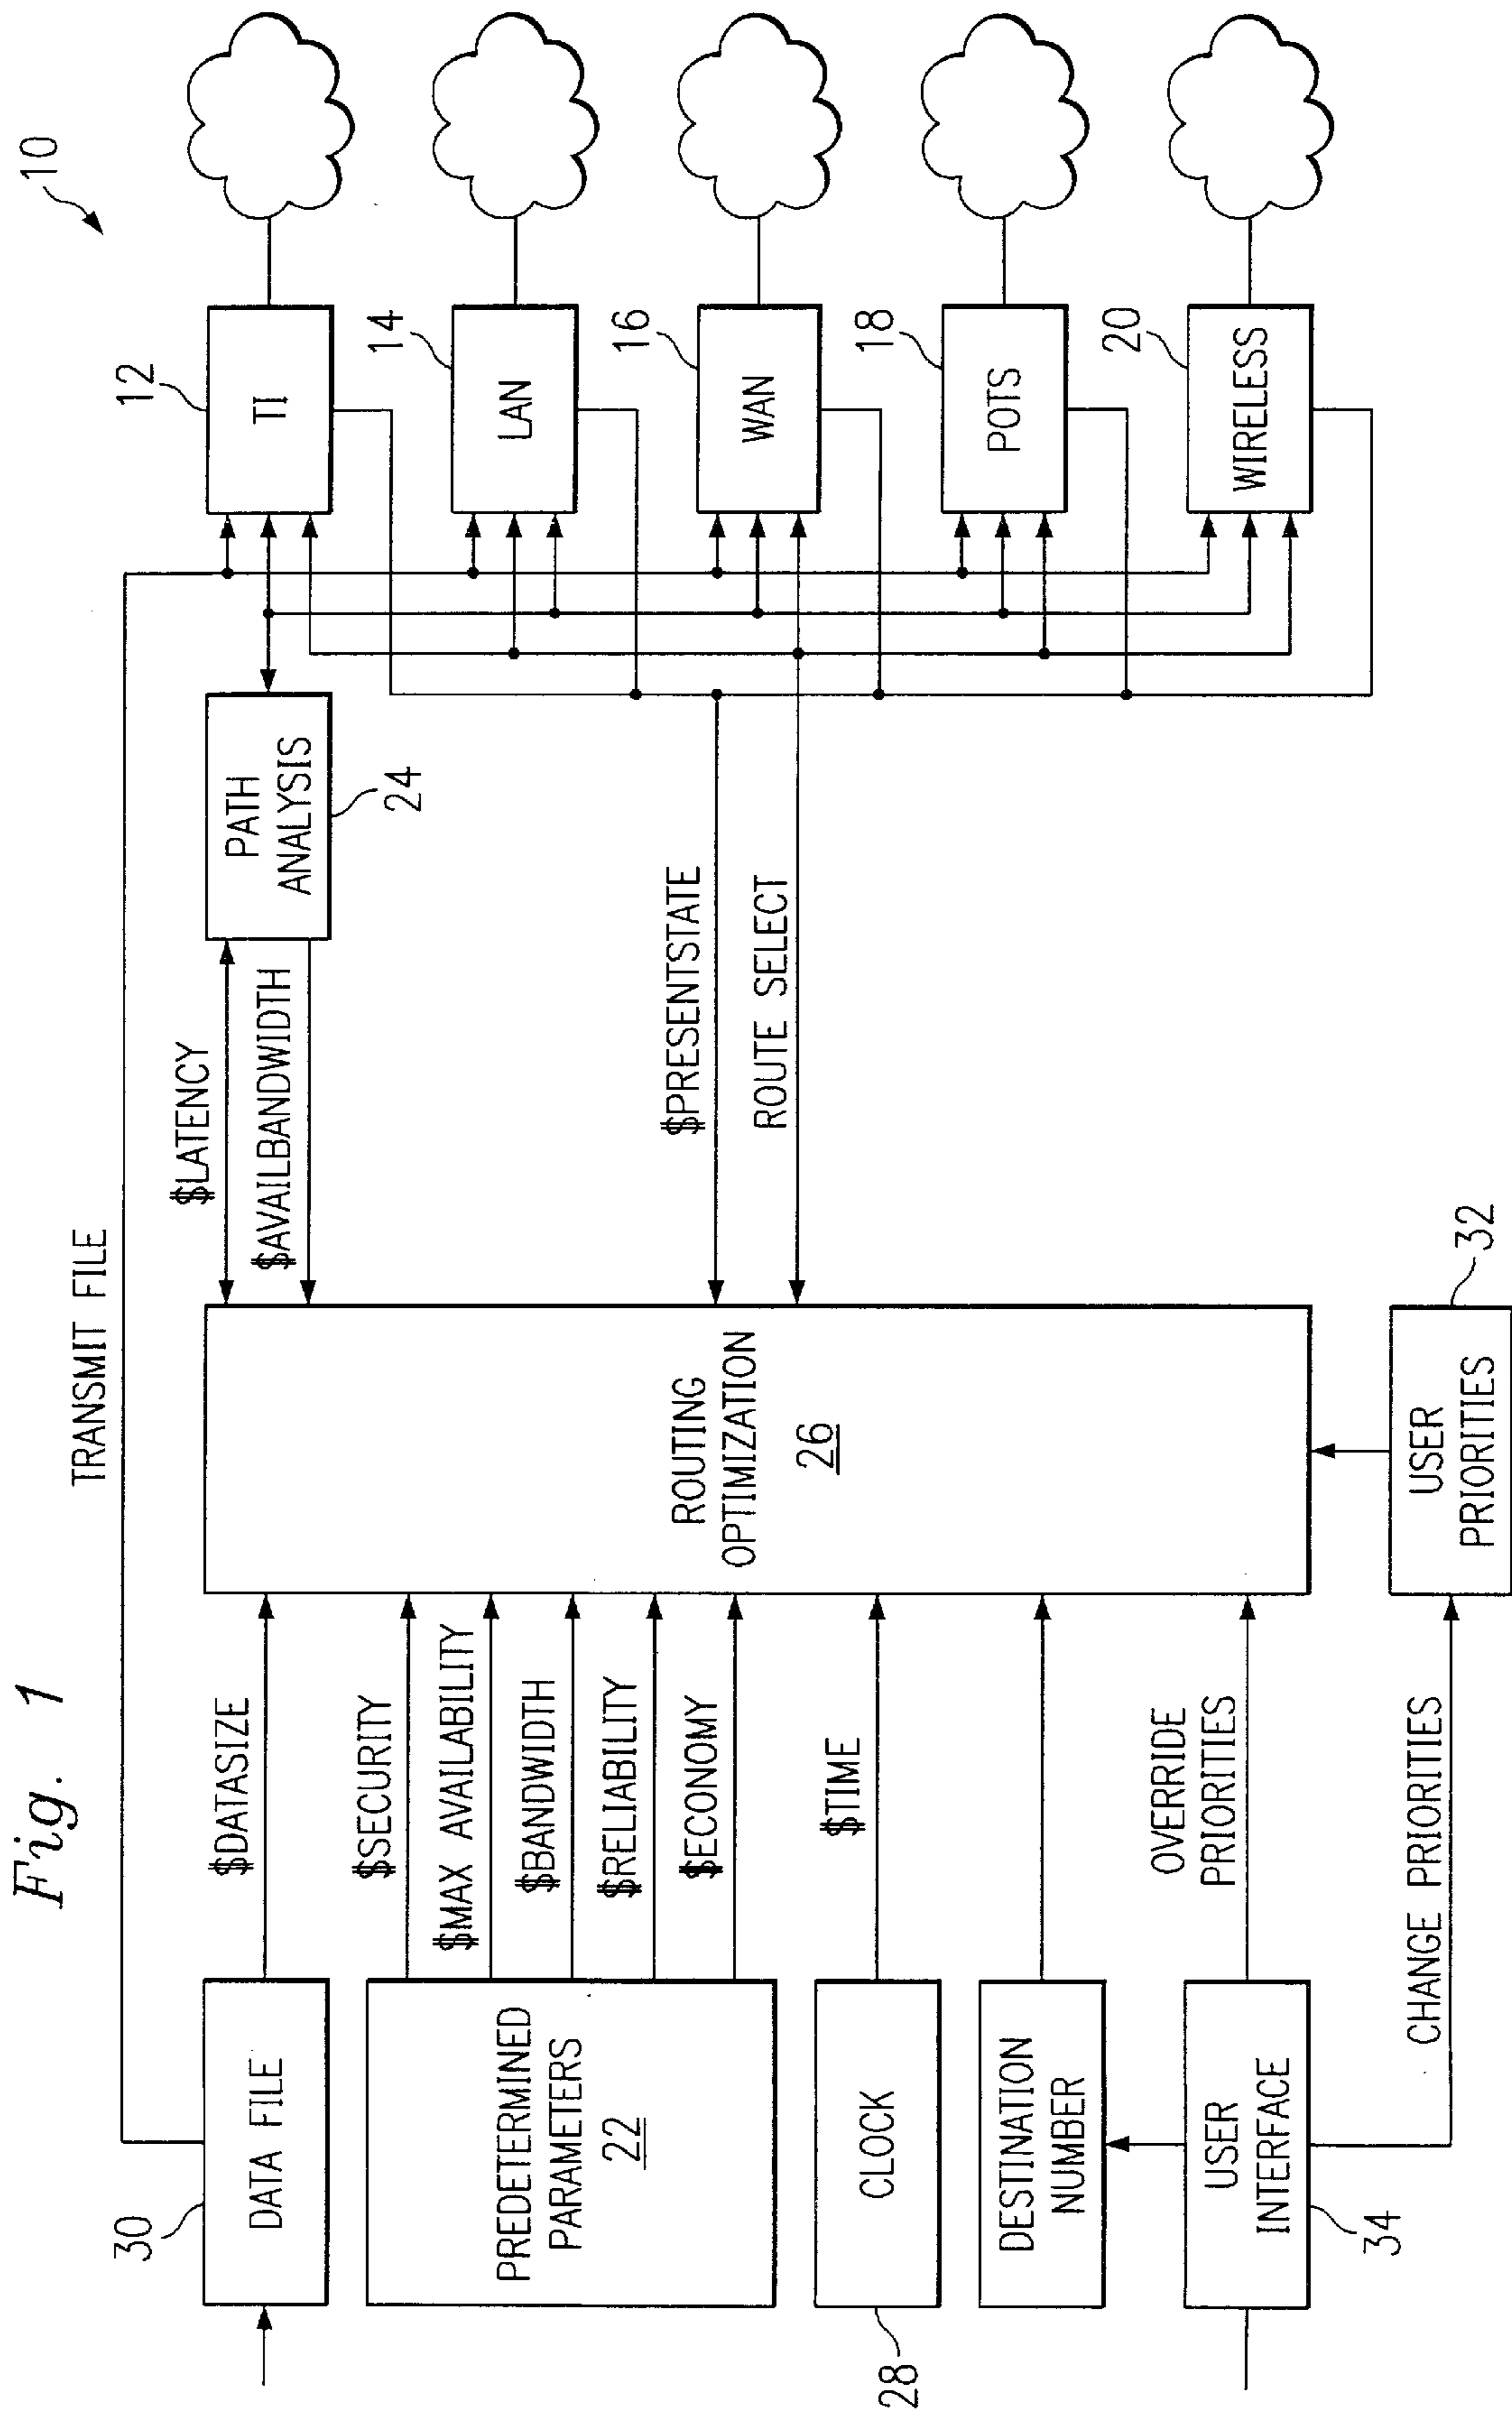 Fig. 1
10
TRANSMIT FILE
30
DATA FILE
$DATASIZE
$LATENCY
$AVAILBANDWIDTH
PATH
ANALYSIS
24
12
TI
14
LAN
16
WAN
18
POTS
20
WIRELESS
PREDETERMINED
PARAMETERS
22
$SECURITY
$MAX AVAILABILITY
$BANDWIDTH
$RELIABILITY
$ECONOMY
ROUTING
OPTIMIZATION
26
$PRESENTSTATE
ROUTE SELECT
28
CLOCK
$TIME
DESTINATION
NUMBER
USER
INTERFACE
34
OVERRIDE
PRIORITIES
CHANGE PRIORITIES
USER
PRIORITIES
32